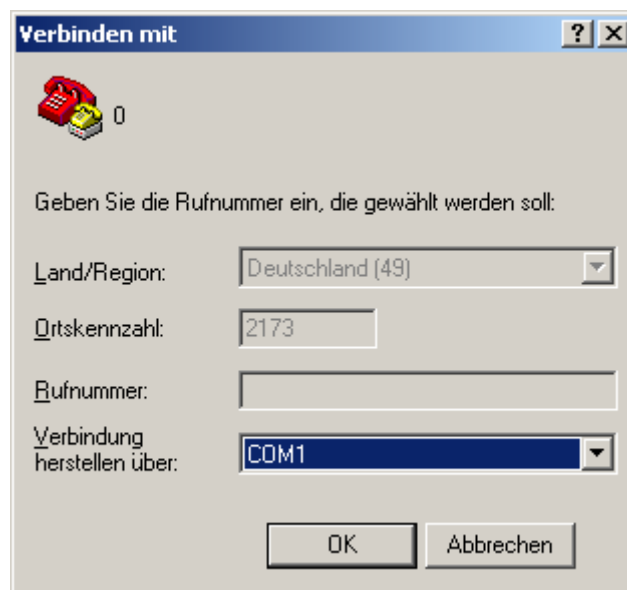 Verbinden mit
0
Geben Sie die Rufnummer ein, die gewählt werden soll:
Land/Region: Deutschland (49)
Ortskennzahl: 2173
Rufnummer:
Verbindung
herstellen über: COM1
OK Abbrechen